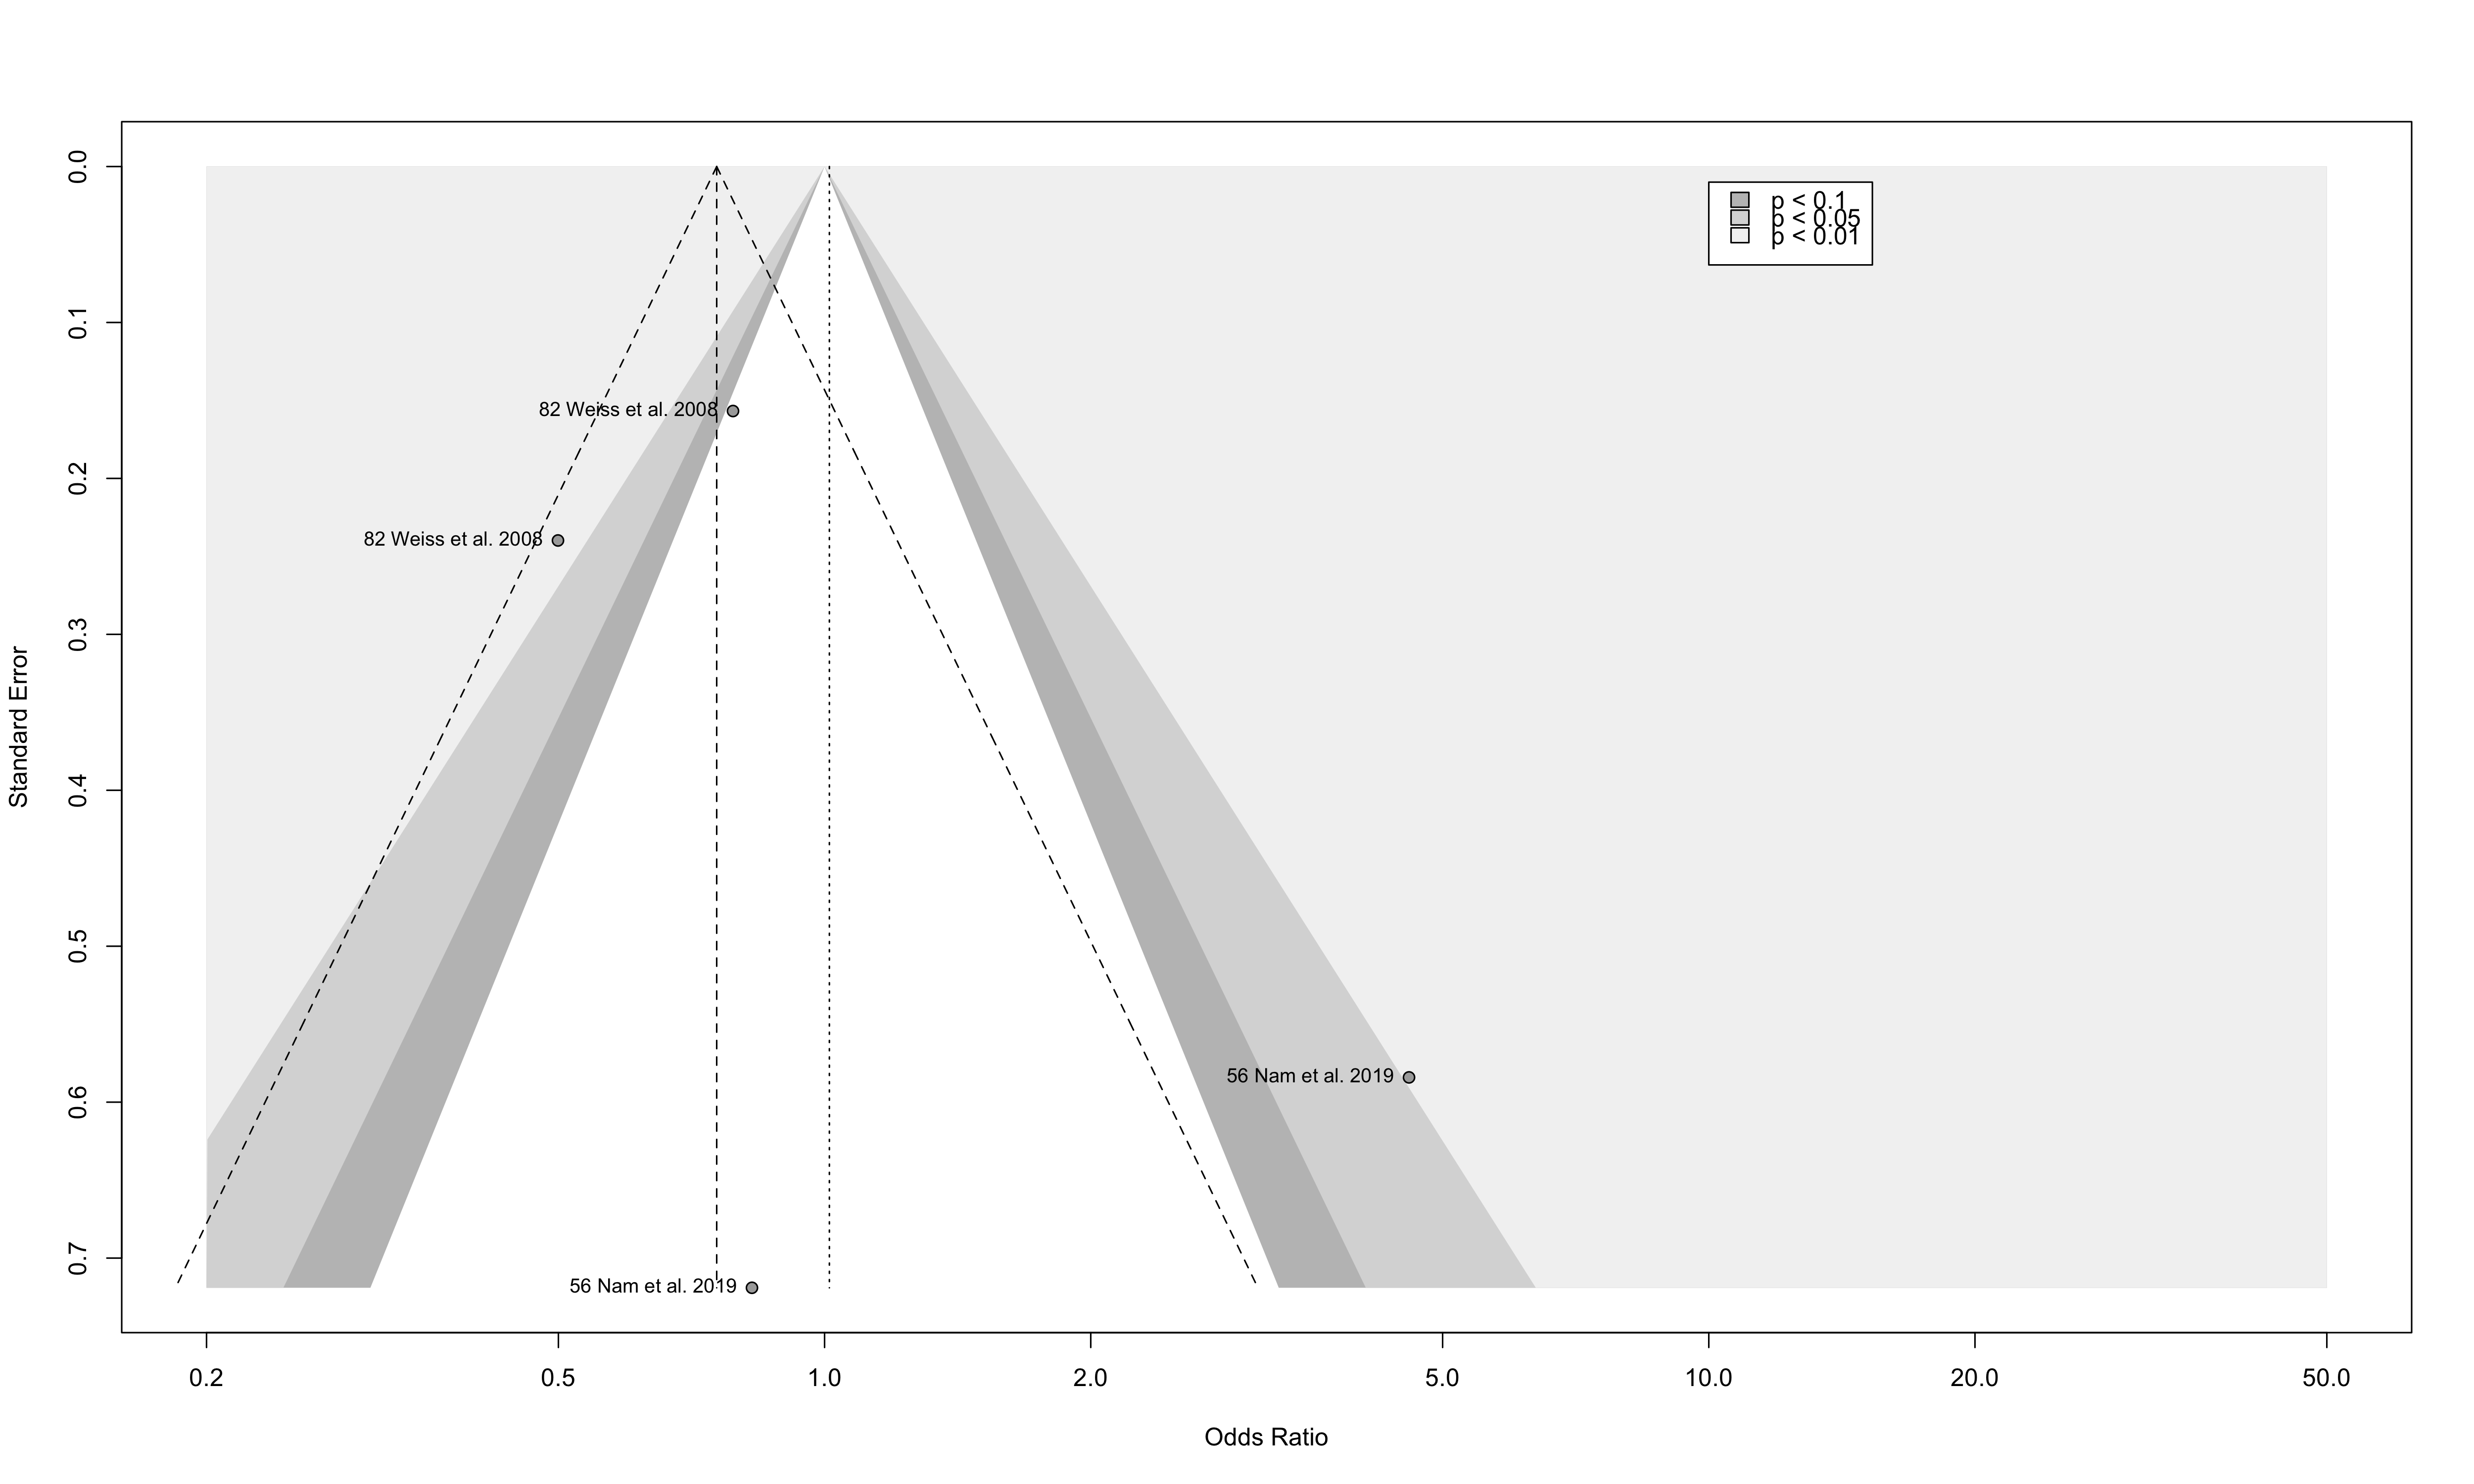 0.0
0.1
0.2
0.3
0.4
0.5
0.6
0.7
Standard Error
p < 0.1
p < 0.05
p < 0.01
82 Weiss et al. 2008
82 Weiss et al. 2008
56 Nam et al. 2019
56 Nam et al. 2019
0.2 0.5 1.0 2.0 5.0 10.0 20.0 50.0
Odds Ratio